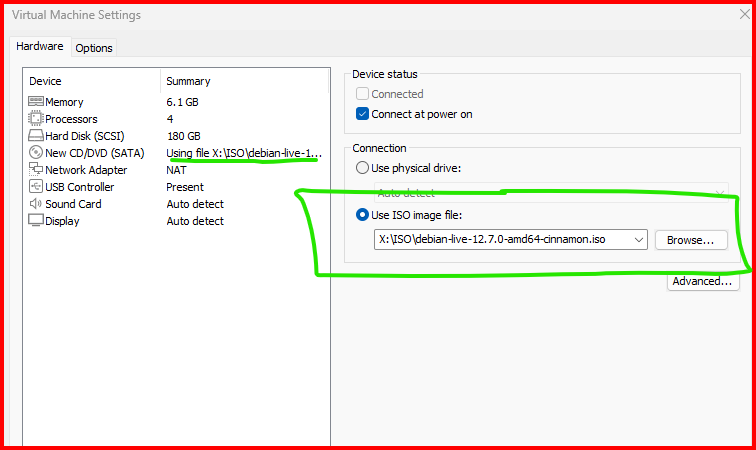 Virtual Machine Settings
Hardware
Options
Device Summary
Memory 6.1 GB
Processors 4
Hard Disk (SCSI) 180 GB
New CD/DVD (SATA) Using file X:\ISO\debian-live-1...
Network Adapter NAT
USB Controller Present
Sound Card Auto detect
Display Auto detect
Device status
Connected
Connect at power on
Connection
Use physical drive:
Auto detect
Use ISO image file:
X:\ISO\debian-live-12.7.0-amd64-cinnamon.iso
Browse...
Advanced...